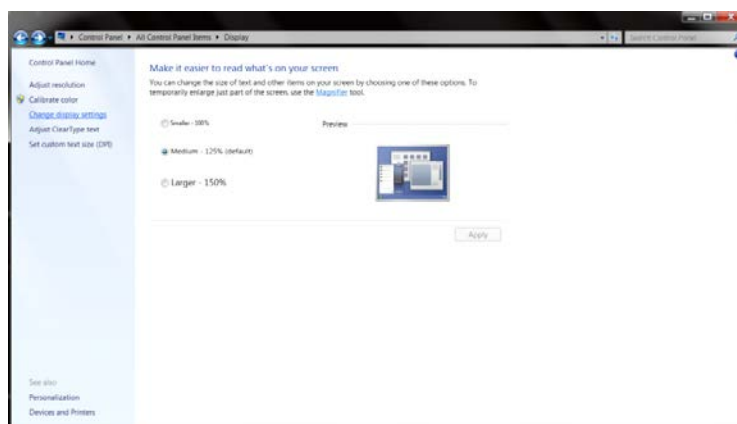 Control Panel ▸ All Control Panel Items ▸ Display
Search Control Panel
Control Panel Home
Adjust resolution
Calibrate color
Change display settings
Adjust ClearType text
Set custom text size (DPI)
Make it easier to read what's on your screen
You can change the size of text and other items on your screen by choosing one of these options. To
temporarily enlarge just part of the screen, use the Magnifier tool.
Smaller - 100%
Preview
Medium - 125% (default)
Larger - 150%
Apply
See also
Personalization
Devices and Printers